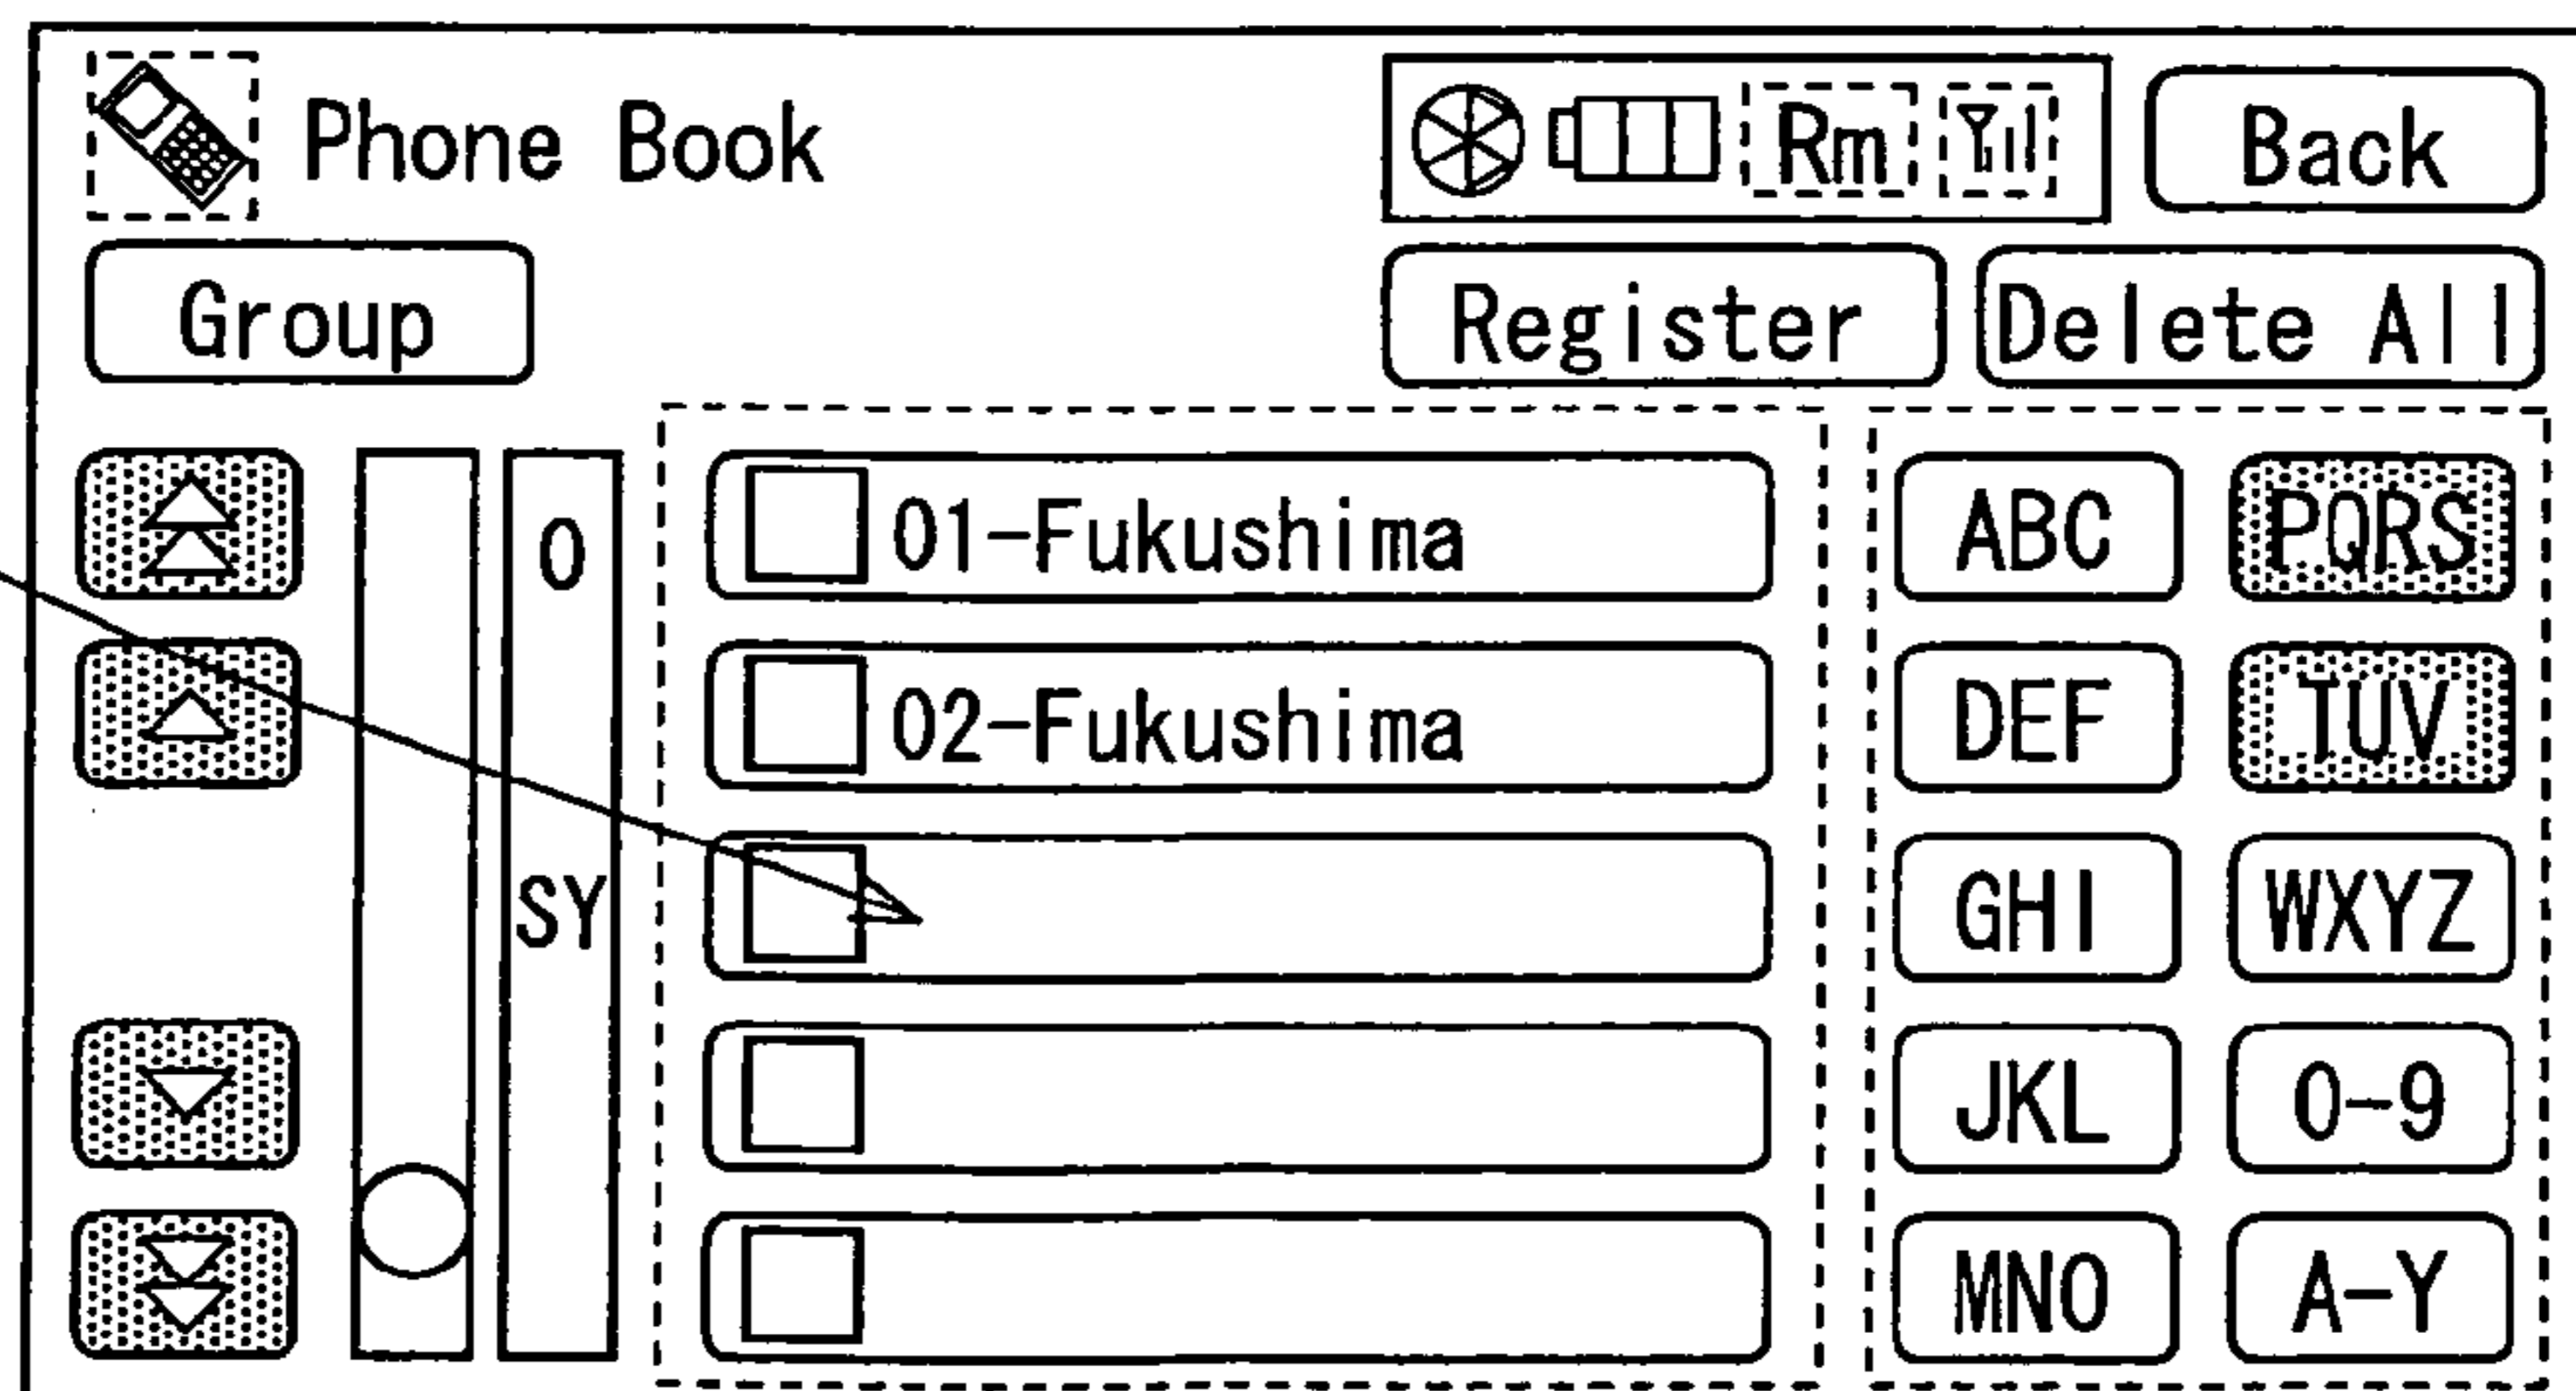 Phone Book Rm Back
Group Register Delete All
0 01-Fukushima ABC PQRS
02-Fukushima DEF TUV
SY GHI WXYZ
JKL 0-9
MNO A-Y